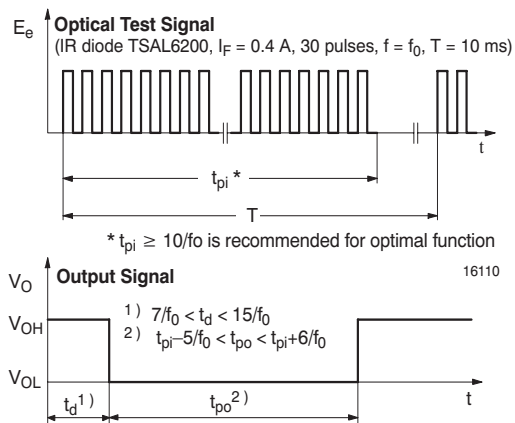 Eₑ Optical Test Signal
(IR diode TSAL6200, I_F = 0.4 A, 30 pulses, f = f₀, T = 10 ms)
t
t_pi *
T
* t_pi ≥ 10/fo is recommended for optimal function
V_O Output Signal 16110
V_OH
1) 7/f₀ < t_d < 15/f₀
2) t_pi–5/f₀ < t_po < t_pi+6/f₀
V_OL
t
t_d 1) t_po 2)